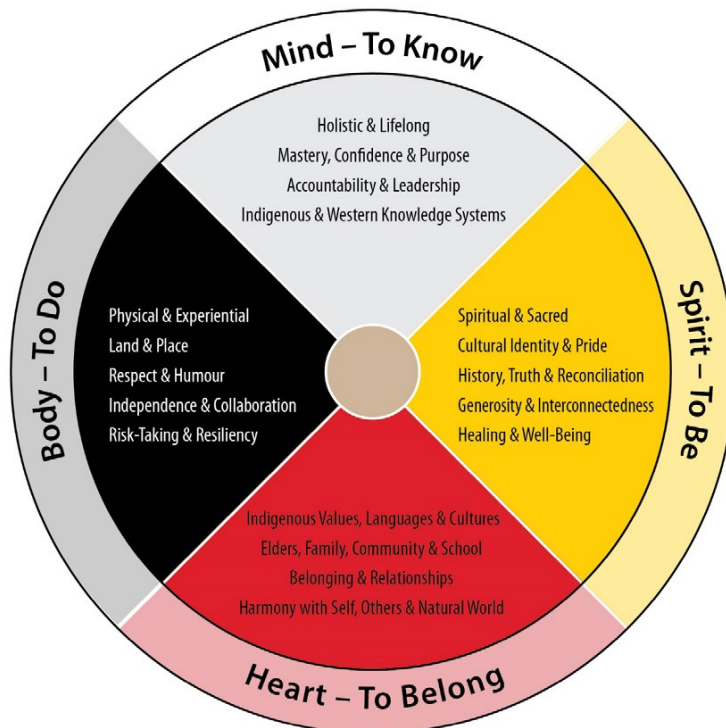 Mind – To Know
Holistic & Lifelong
Mastery, Confidence & Purpose
Accountability & Leadership
Indigenous & Western Knowledge Systems
Body – To Do
Physical & Experiential
Land & Place
Respect & Humour
Independence & Collaboration
Risk-Taking & Resiliency
Spirit – To Be
Spiritual & Sacred
Cultural Identity & Pride
History, Truth & Reconciliation
Generosity & Interconnectedness
Healing & Well-Being
Indigenous Values, Languages & Cultures
Elders, Family, Community & School
Belonging & Relationships
Harmony with Self, Others & Natural World
Heart – To Belong